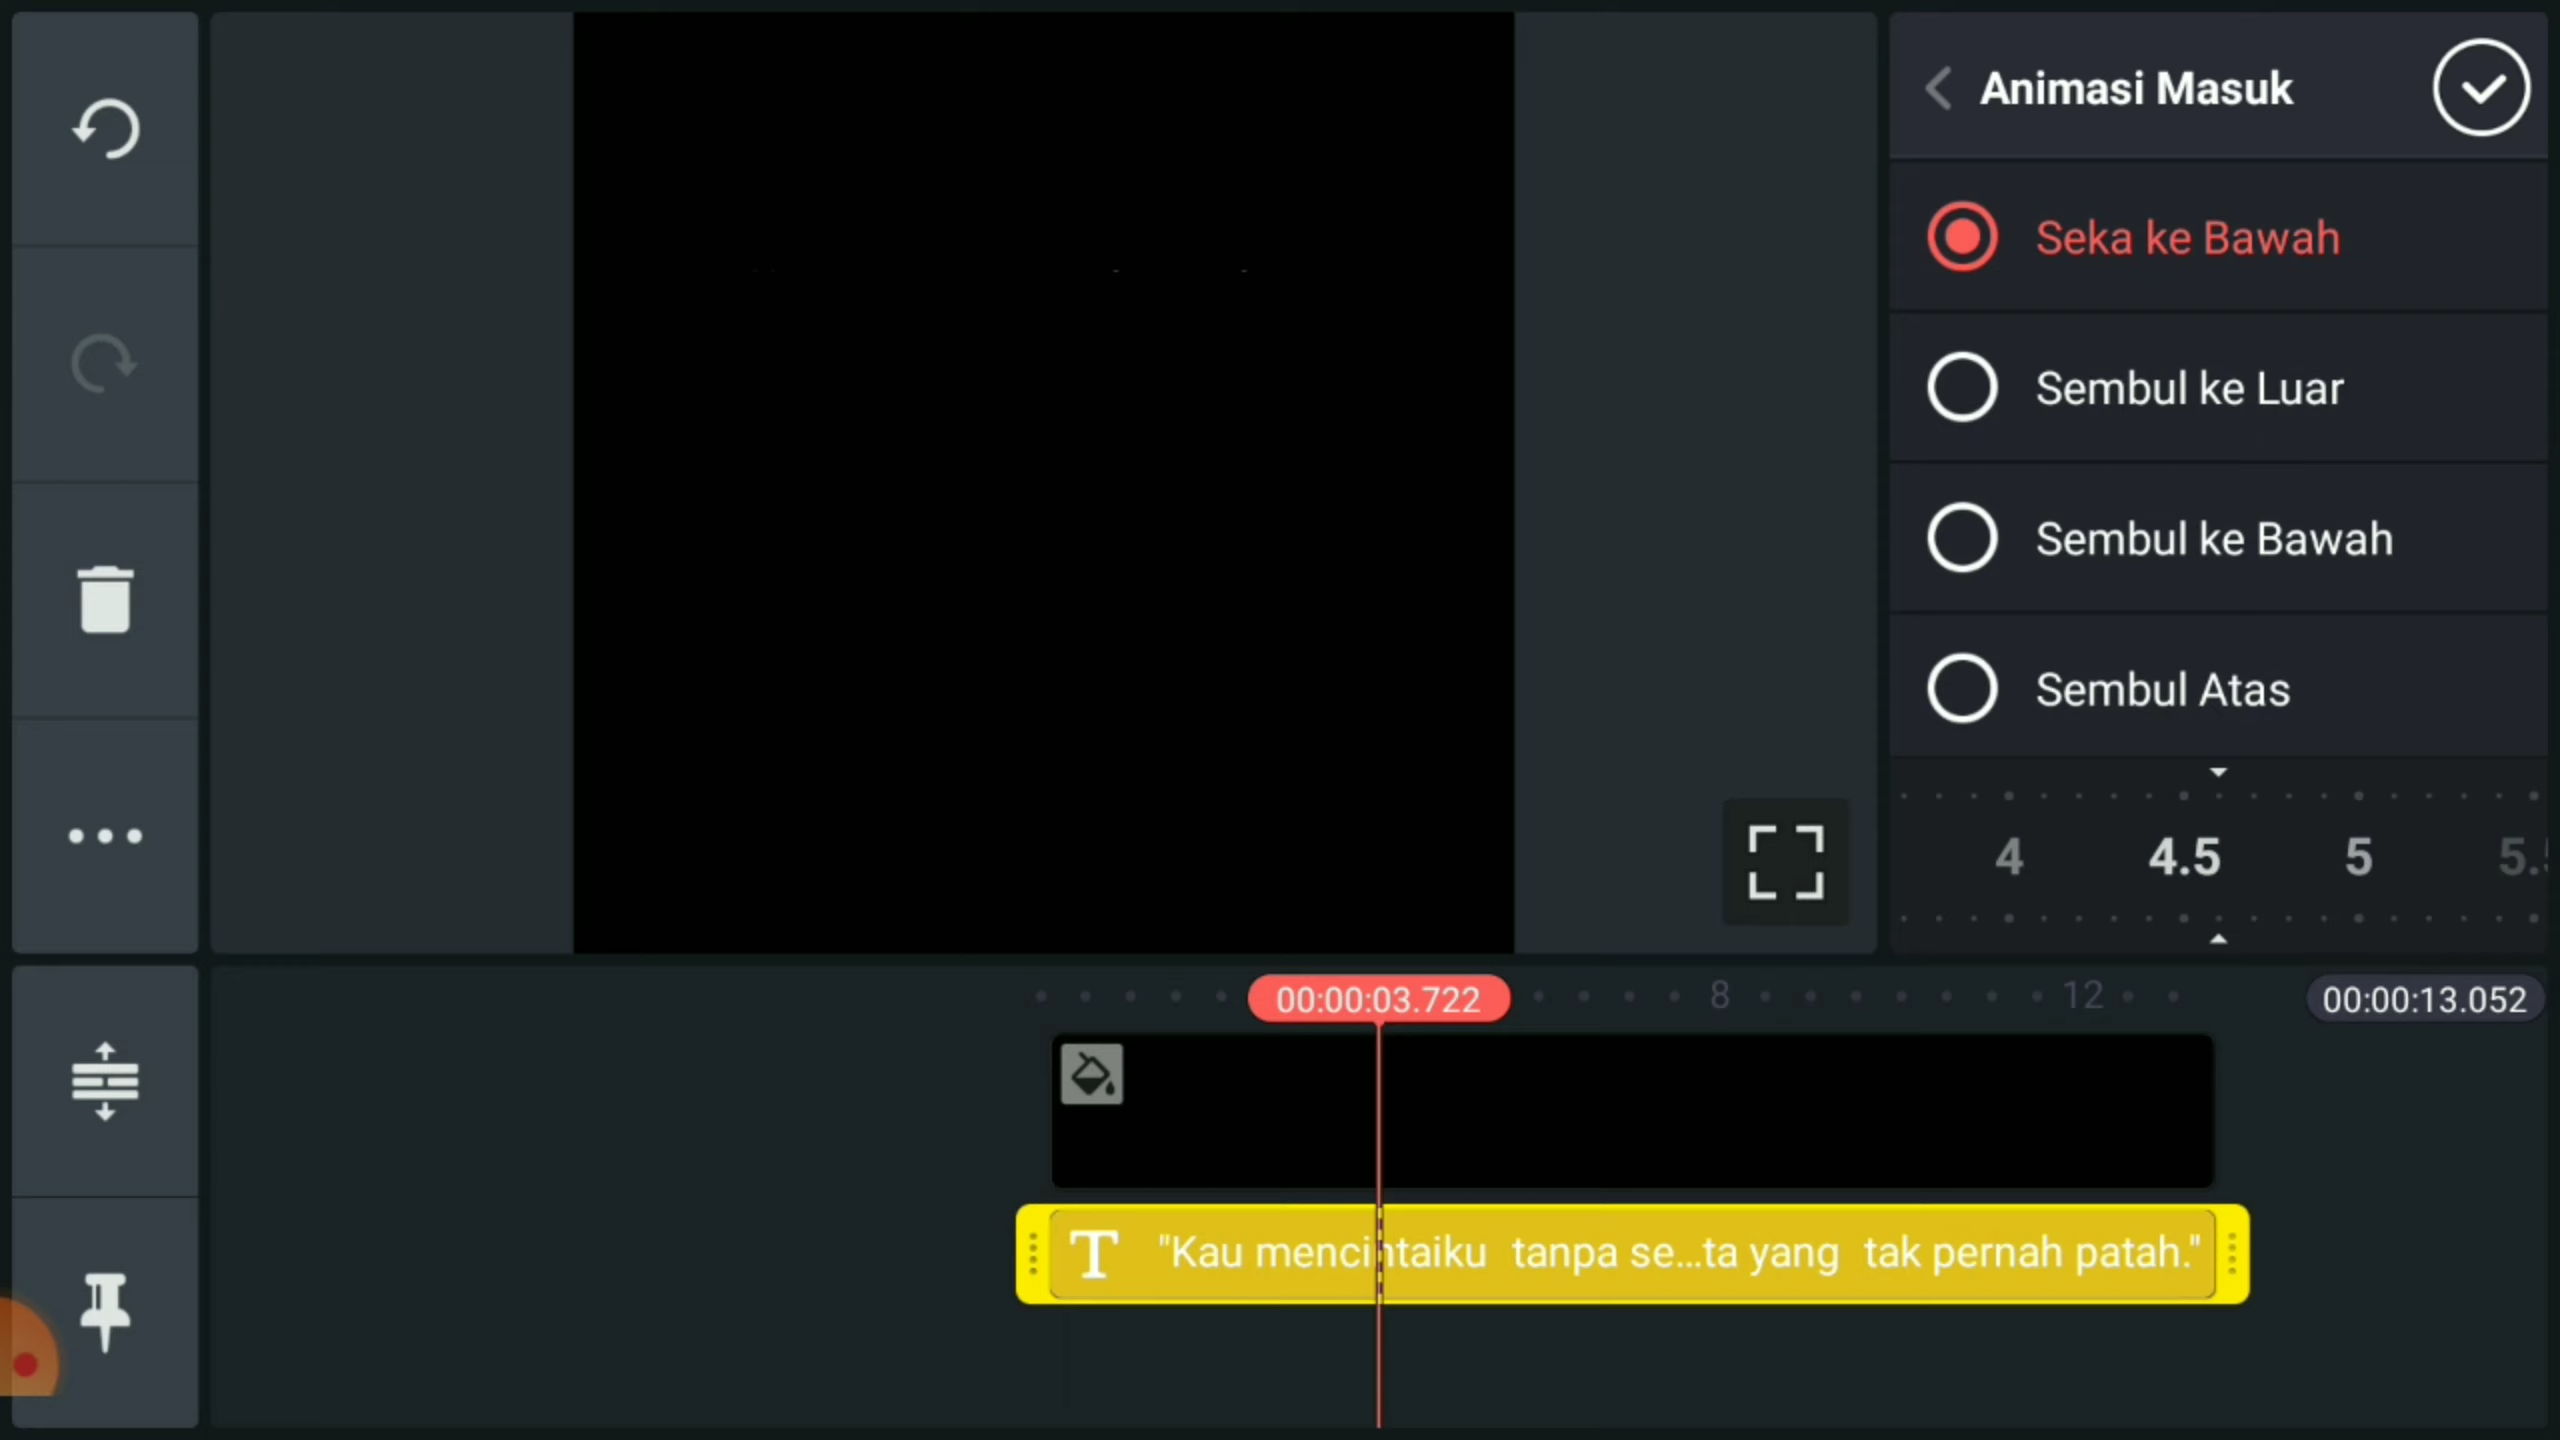 Animasi Masuk
Seka ke Bawah
Sembul ke Luar
Sembul ke Bawah
Sembul Atas
4 4.5 5
00:00:03.722 8 12 00:00:13.052
T "Kau mencintaiku tanpa se...ta yang tak pernah patah."